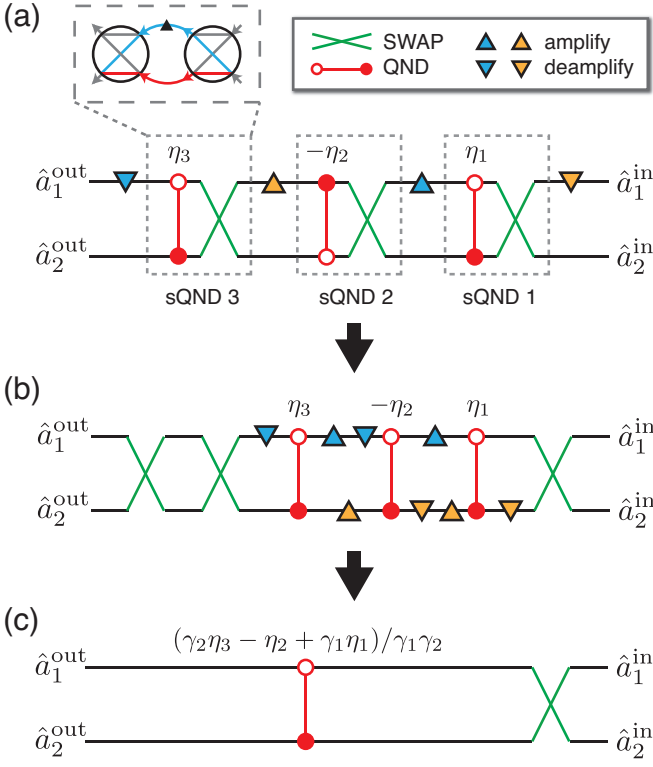 (a)
SWAP amplify
QND deamplify
η₃ −η₂ η₁
â₁ᵒᵘᵗ â₁ⁱⁿ
â₂ᵒᵘᵗ â₂ⁱⁿ
sQND 3 sQND 2 sQND 1
(b)
η₃ −η₂ η₁
â₁ᵒᵘᵗ â₁ⁱⁿ
â₂ᵒᵘᵗ â₂ⁱⁿ
(c)
(γ₂η₃ − η₂ + γ₁η₁)/γ₁γ₂
â₁ᵒᵘᵗ â₁ⁱⁿ
â₂ᵒᵘᵗ â₂ⁱⁿ